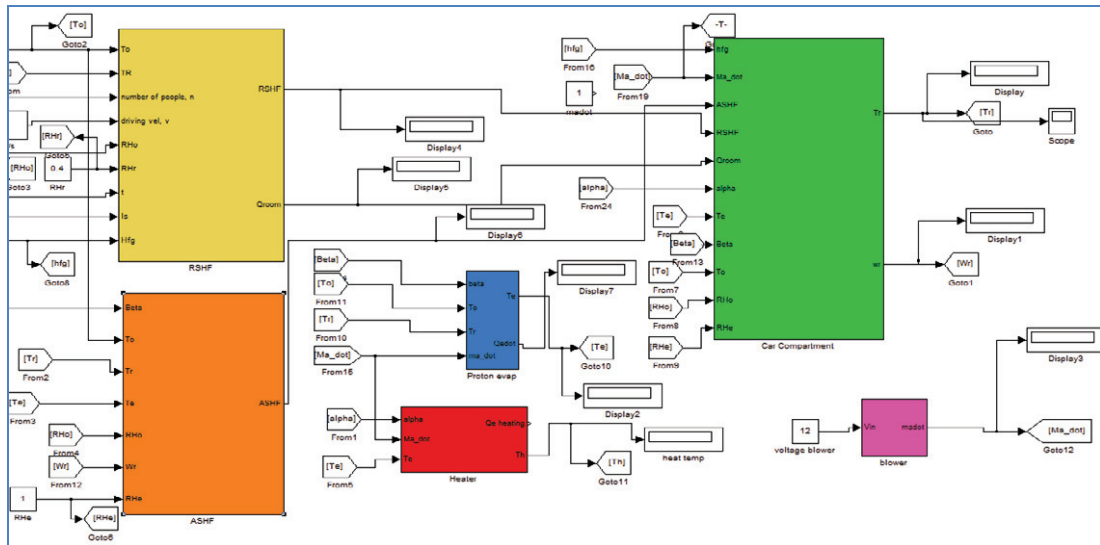 [To]
Goto2
To
TR
number of people, n
driving vel, v
RHo
RHr
t
Is
Hfg
RSHF
Qroom
RSHF
om
[RHr]
Goto5
vs
[RHo]
Goto3
0.4
RHr
[hfg]
Goto8
Display4
Display5
Display6
Beta
To
Tr
Te
RHo
Wr
RHe
ASHF
ASHF
[Tr]
From2
[Te]
From3
[RHo]
From4
[Wr]
From12
1
RHe
[RHe]
Goto6
[Beta]
[To]
From11
[Tr]
From10
[Ma_dot]
From15
beta
To
Tr
ma_dot
Te
Qedot
Proton evap
Display7
[Te]
Goto10
Display2
[alpha]
From1
[Te]
From5
alpha
Ma_dot
Te
Qe heating
Th
Heater
heat temp
[Th]
Goto11
-T-
[hfg]
From16
[Ma_dot]
From19
1
madot
[alpha]
From24
[Te]
[Beta]
From13
[To]
From7
[RHo]
From8
[RHe]
From9
hfg
Ma_dot
ASHF
RSHF
Qroom
alpha
Te
Beta
To
RHo
RHe
Tr
wr
Car Compartment
Display
[Tr]
Goto
Scope
Display1
[Wr]
Goto1
Display3
12
voltage blower
Vin
madot
blower
[Ma_dot]
Goto12